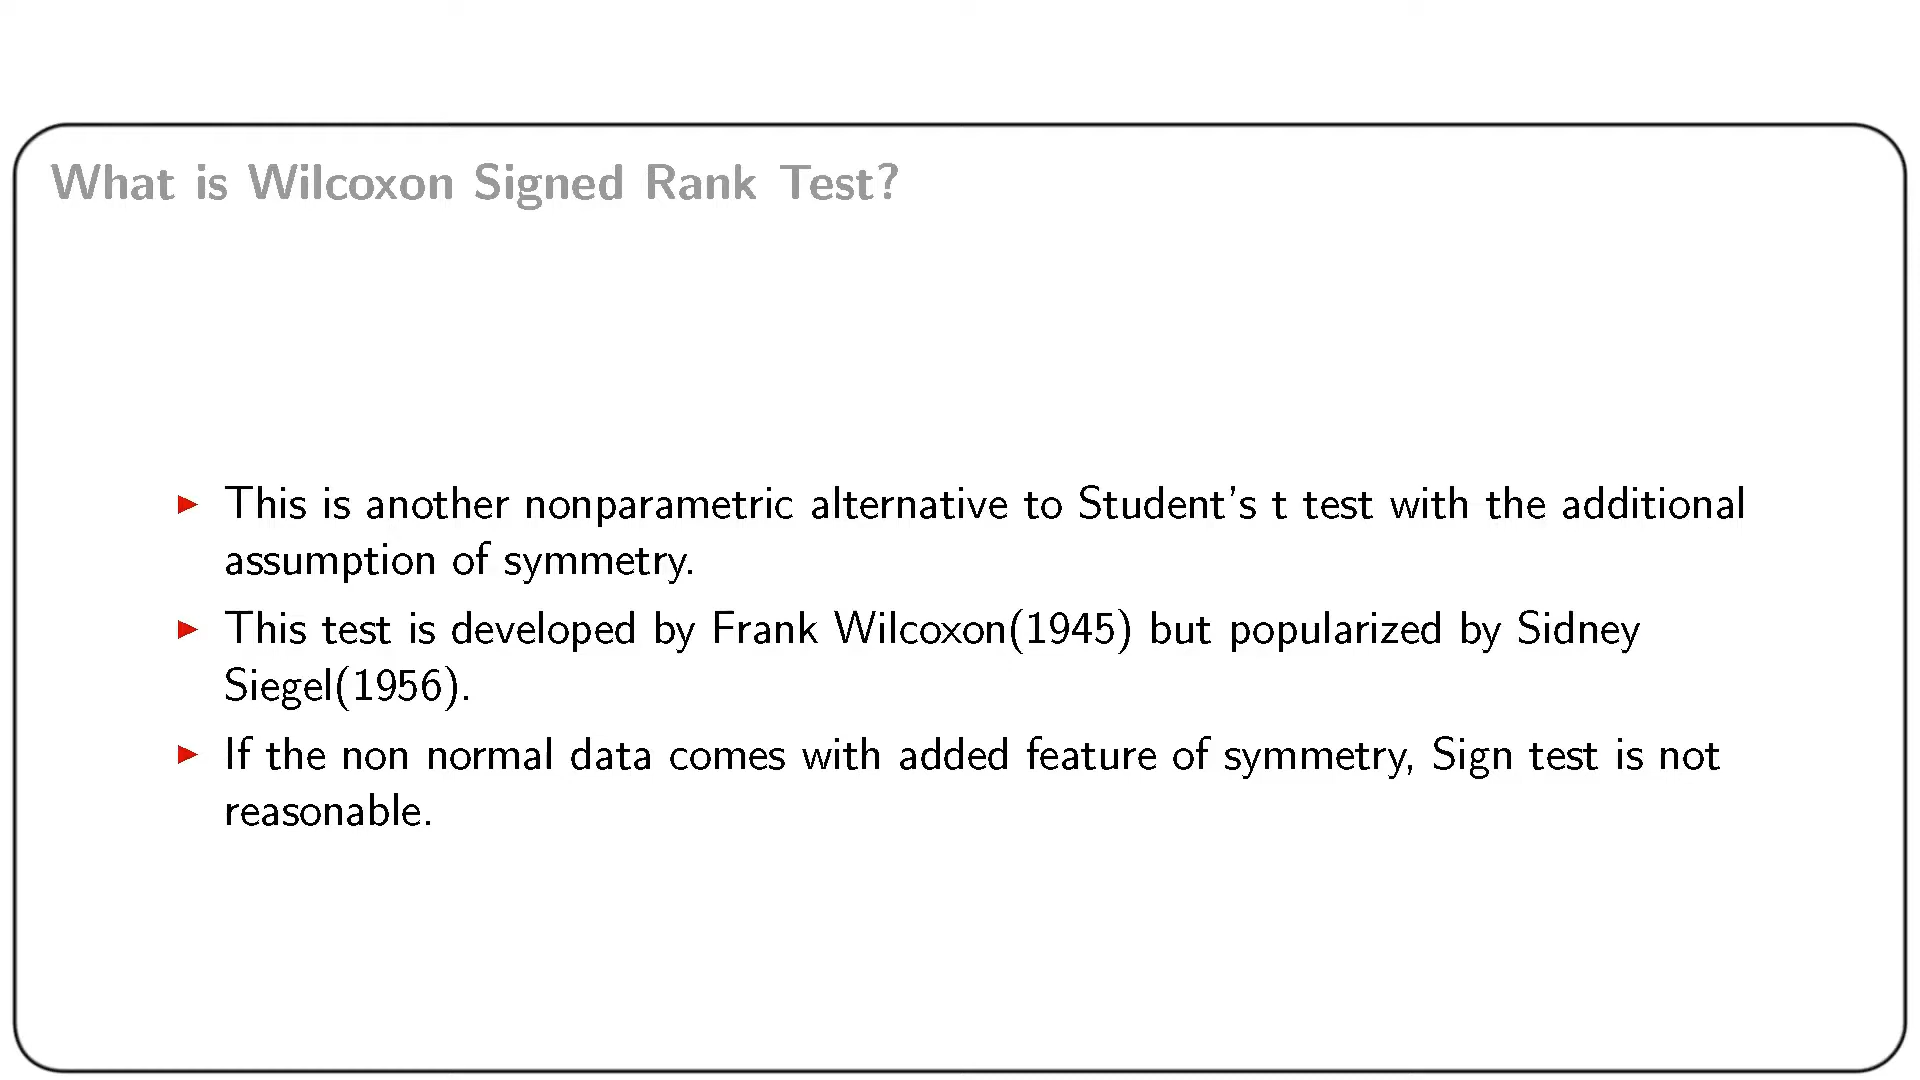 What is Wilcoxon Signed Rank Test?
This is another nonparametric alternative to Student's t test with the additional
assumption of symmetry.
This test is developed by Frank Wilcoxon(1945) but popularized by Sidney
Siegel(1956).
If the non normal data comes with added feature of symmetry, Sign test is not
reasonable.